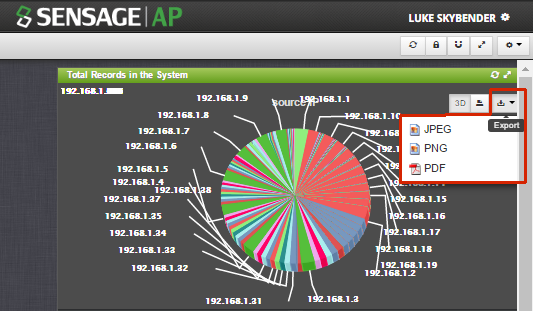 SENSAGE AP
LUKE SKYBENDER
Total Records in the System
192.168.1.
source IP
3D
Export
JPEG
PNG
PDF
192.168.1.9
192.168.1.1
192.168.1.8
192.168.1.10
192.168.1.7
192.168.1.6
192.168.1.5
192.168.1.4
192.168.1.38
192.168.1.15
192.168.1.37
192.168.1.16
192.168.1.35
192.168.1.17
192.168.1.34
192.168.1.18
192.168.1.33
192.168.1.19
192.168.1.32
192.168.1.2
192.168.1.31
192.168.1.3